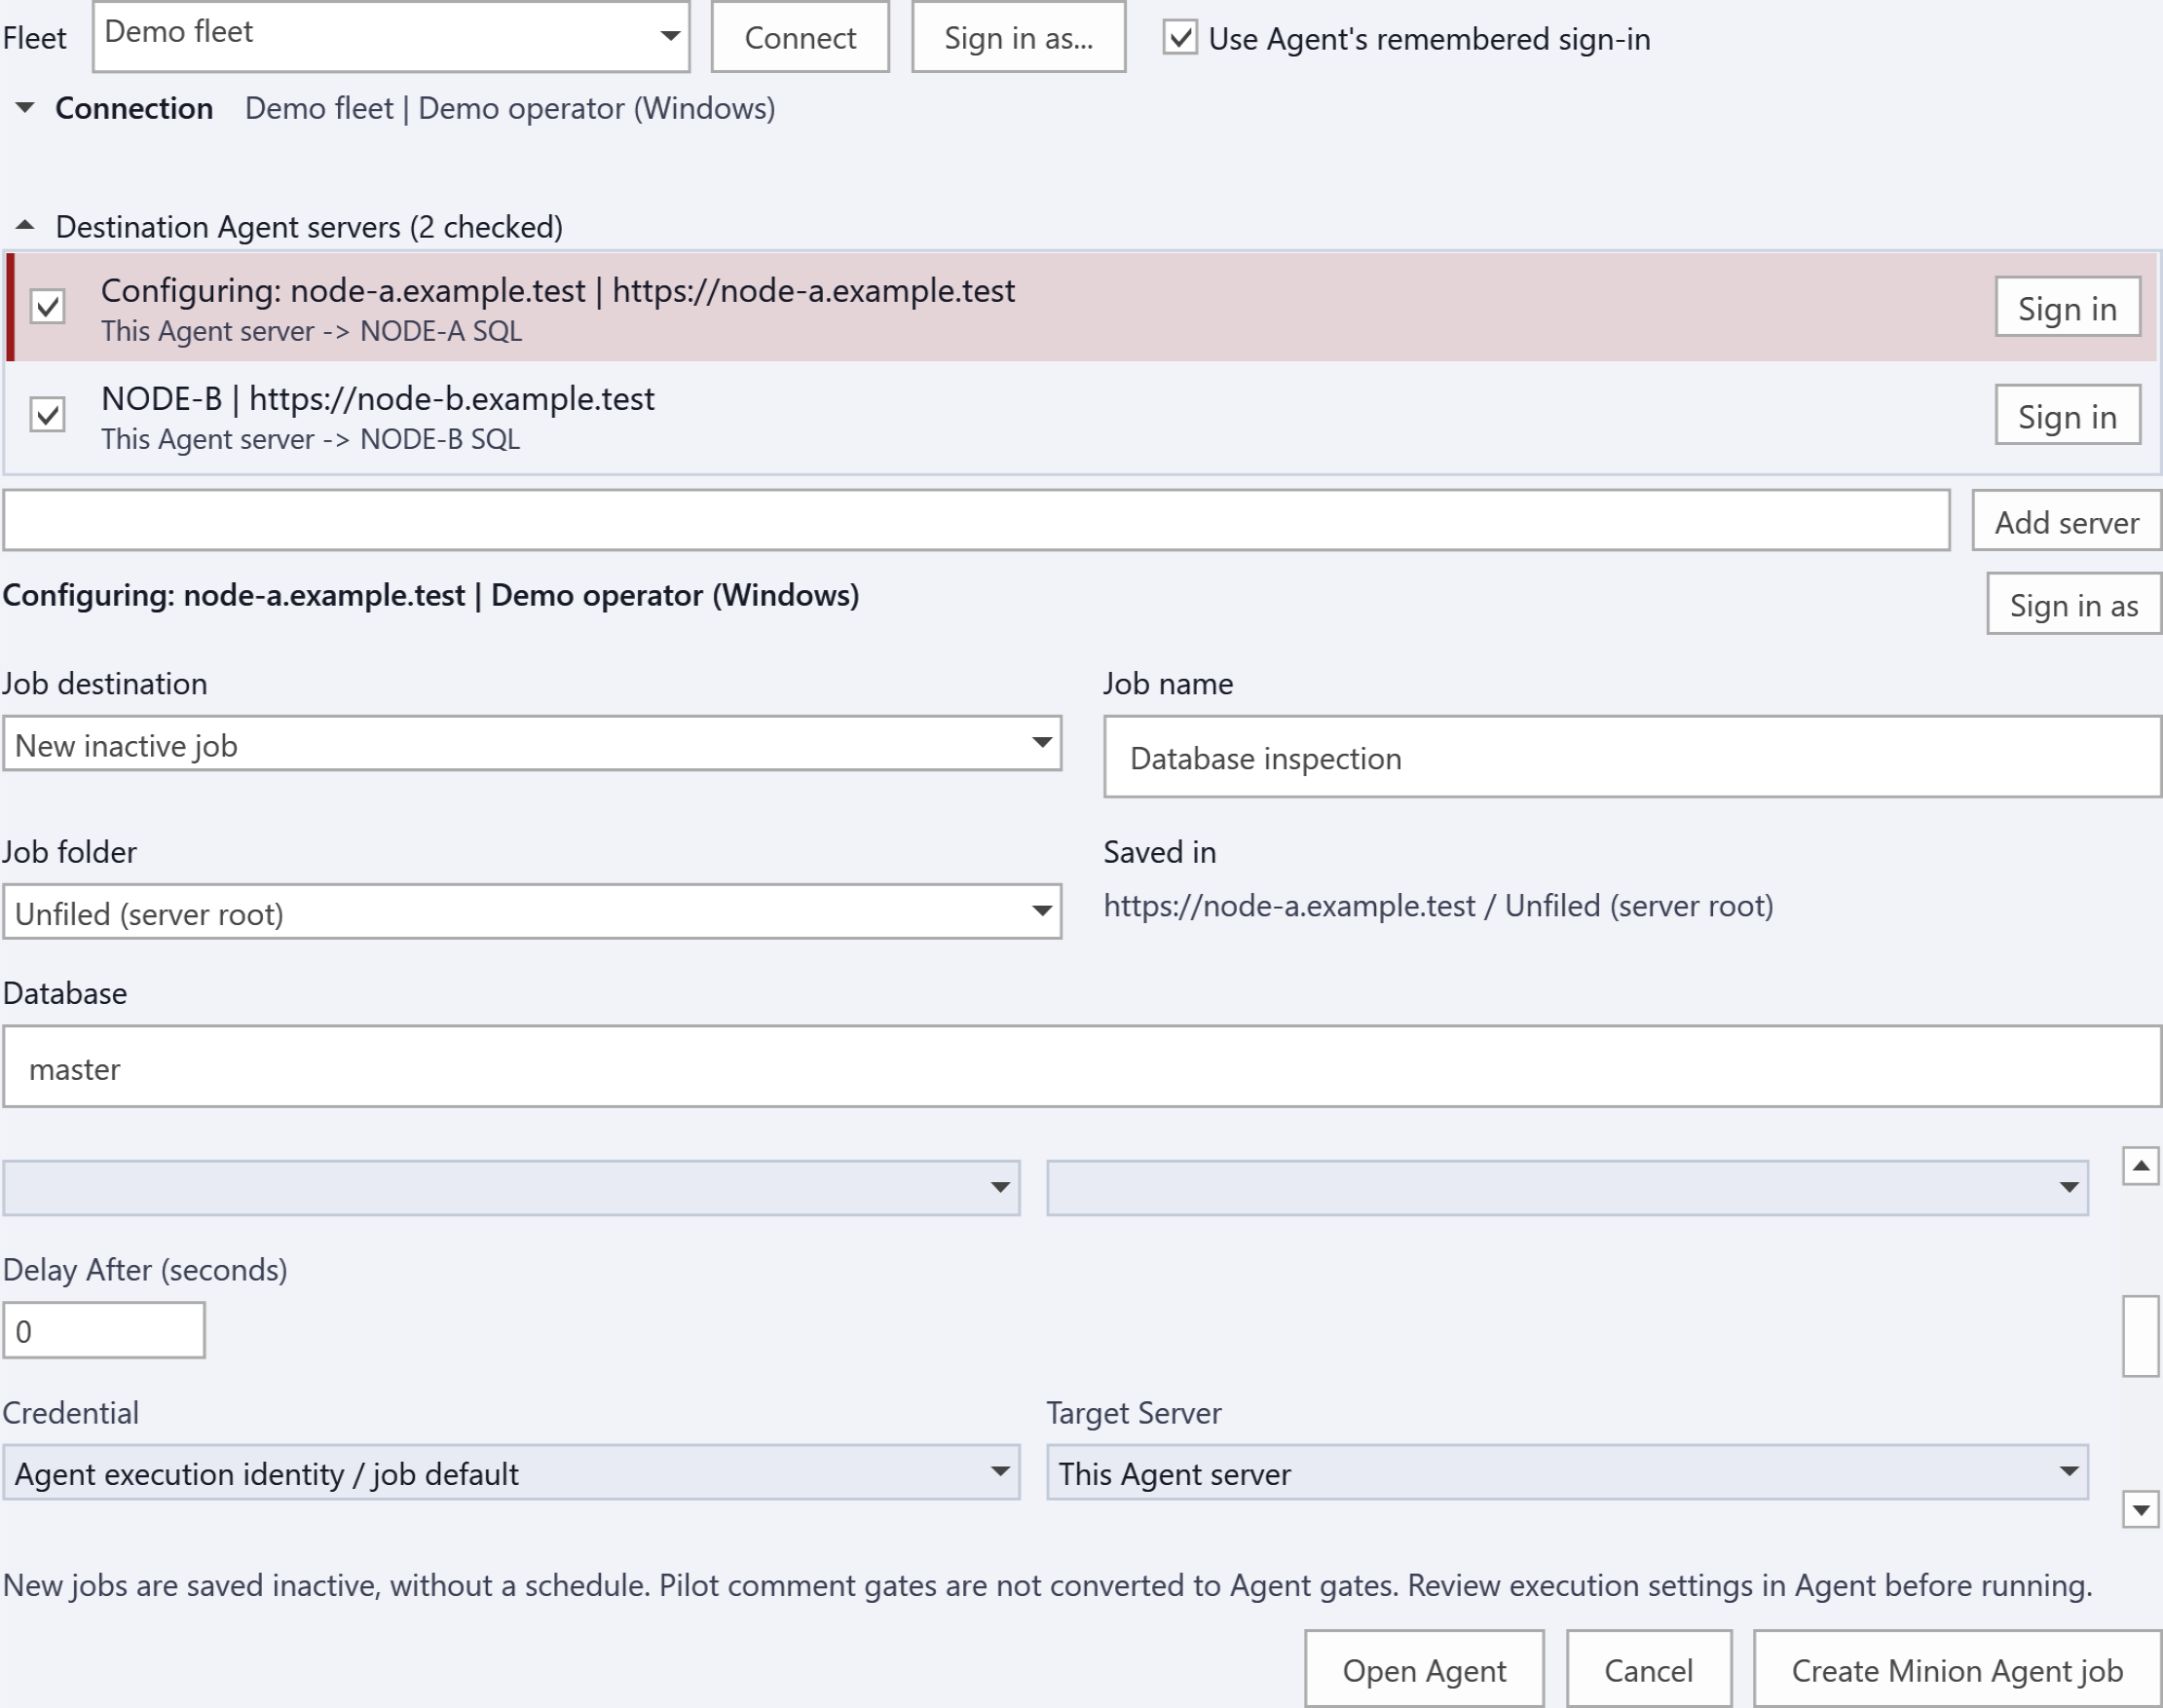 Fleet Demo fleet Connect Sign in as... Use Agent's remembered sign-in
Connection Demo fleet | Demo operator (Windows)
Destination Agent servers (2 checked)
Configuring: node-a.example.test | https://node-a.example.test
This Agent server -> NODE-A SQL
Sign in
NODE-B | https://node-b.example.test
This Agent server -> NODE-B SQL
Sign in
Add server
Configuring: node-a.example.test | Demo operator (Windows)
Sign in as
Job destination
New inactive job
Job name
Database inspection
Job folder
Unfiled (server root)
Saved in
https://node-a.example.test / Unfiled (server root)
Database
master
Delay After (seconds)
0
Credential
Agent execution identity / job default
Target Server
This Agent server
New jobs are saved inactive, without a schedule. Pilot comment gates are not converted to Agent gates. Review execution settings in Agent before running.
Open Agent Cancel Create Minion Agent job